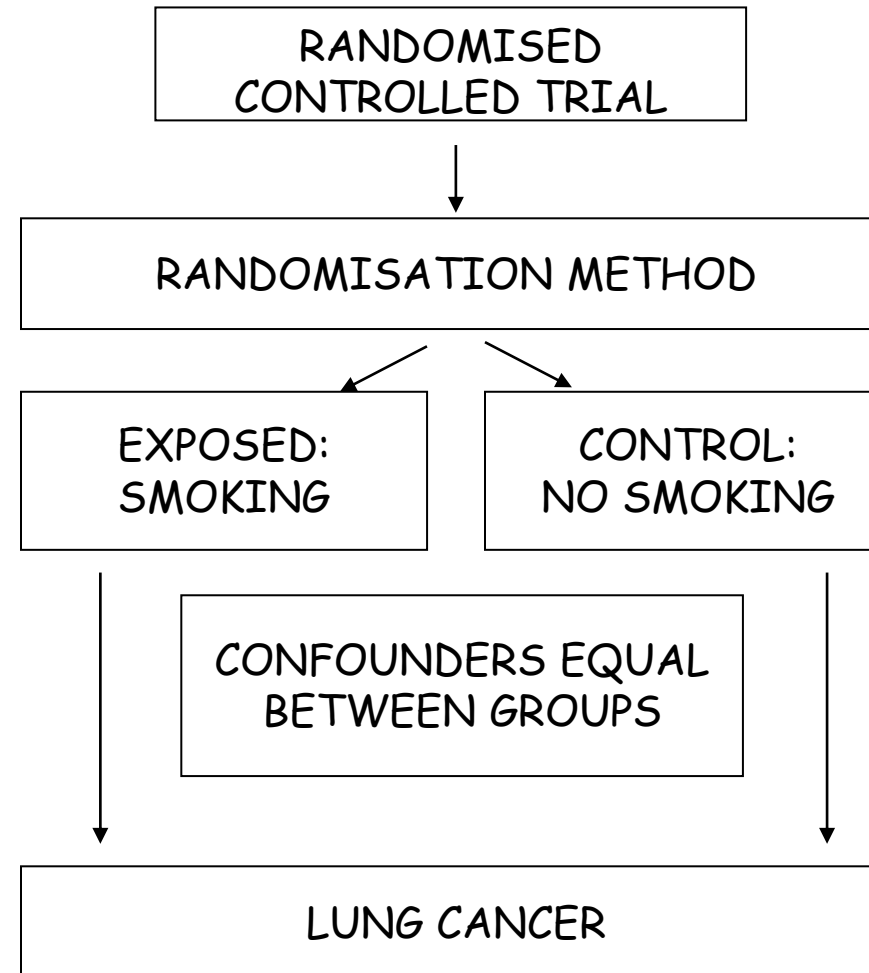 RANDOMISED
CONTROLLED TRIAL
RANDOMISATION METHOD
EXPOSED:
SMOKING
CONTROL:
NO SMOKING
CONFOUNDERS EQUAL
BETWEEN GROUPS
LUNG CANCER